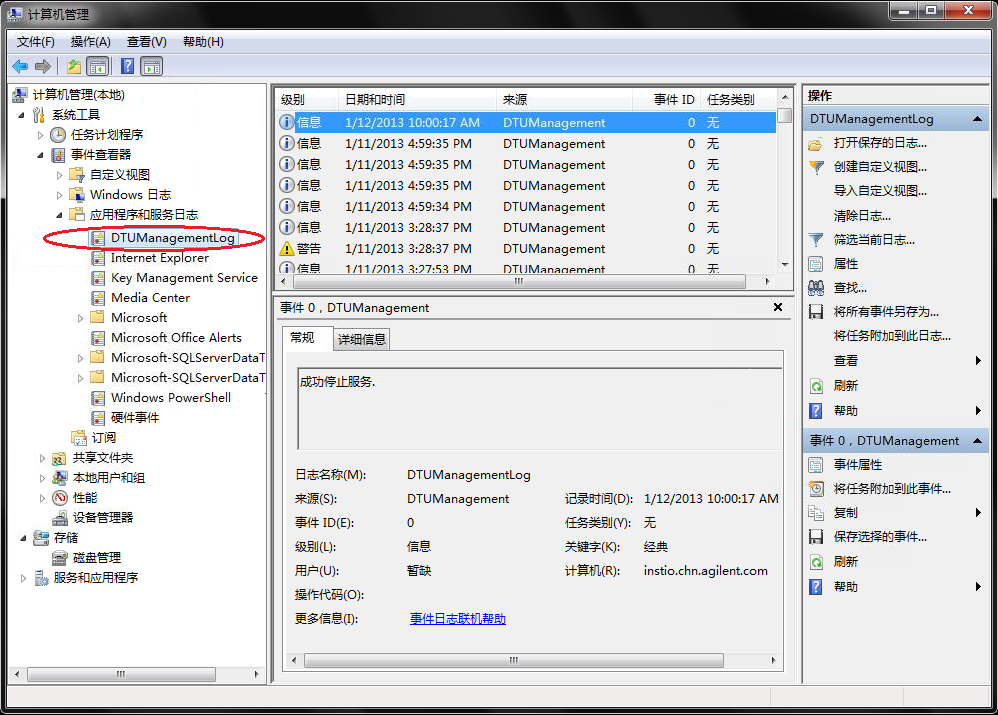 计算机管理
文件(F) 操作(A) 查看(V) 帮助(H)
计算机管理(本地)
系统工具
任务计划程序
事件查看器
自定义视图
Windows 日志
应用程序和服务日志
DTUManagementLog
Internet Explorer
Key Management Service
Media Center
Microsoft
Microsoft Office Alerts
Microsoft-SQLServerDataT
Microsoft-SQLServerDataT
Windows PowerShell
硬件事件
订阅
共享文件夹
本地用户和组
性能
设备管理器
存储
磁盘管理
服务和应用程序
级别 日期和时间 来源 事件 ID 任务类别
信息 1/12/2013 10:00:17 AM DTUManagement 0 无
信息 1/11/2013 4:59:35 PM DTUManagement 0 无
信息 1/11/2013 4:59:35 PM DTUManagement 0 无
信息 1/11/2013 4:59:35 PM DTUManagement 0 无
信息 1/11/2013 4:59:34 PM DTUManagement 0 无
信息 1/11/2013 3:28:37 PM DTUManagement 0 无
警告 1/11/2013 3:28:37 PM DTUManagement 0 无
信息 1/11/2013 3:27:53 PM DTUManagement 0 无
事件 0，DTUManagement
常规 详细信息
成功停止服务.
日志名称(M): DTUManagementLog
来源(S): DTUManagement 记录时间(D): 1/12/2013 10:00:17 AM
事件 ID(E): 0 任务类别(Y): 无
级别(L): 信息 关键字(K): 经典
用户(U): 暂缺 计算机(R): instio.chn.agilent.com
操作代码(O):
更多信息(I): 事件日志联机帮助
操作
DTUManagementLog
打开保存的日志...
创建自定义视图...
导入自定义视图...
清除日志...
筛选当前日志...
属性
查找...
将所有事件另存为...
将任务附加到此日志...
查看
刷新
帮助
事件 0，DTUManagement
事件属性
将任务附加到此事件...
复制
保存选择的事件...
刷新
帮助